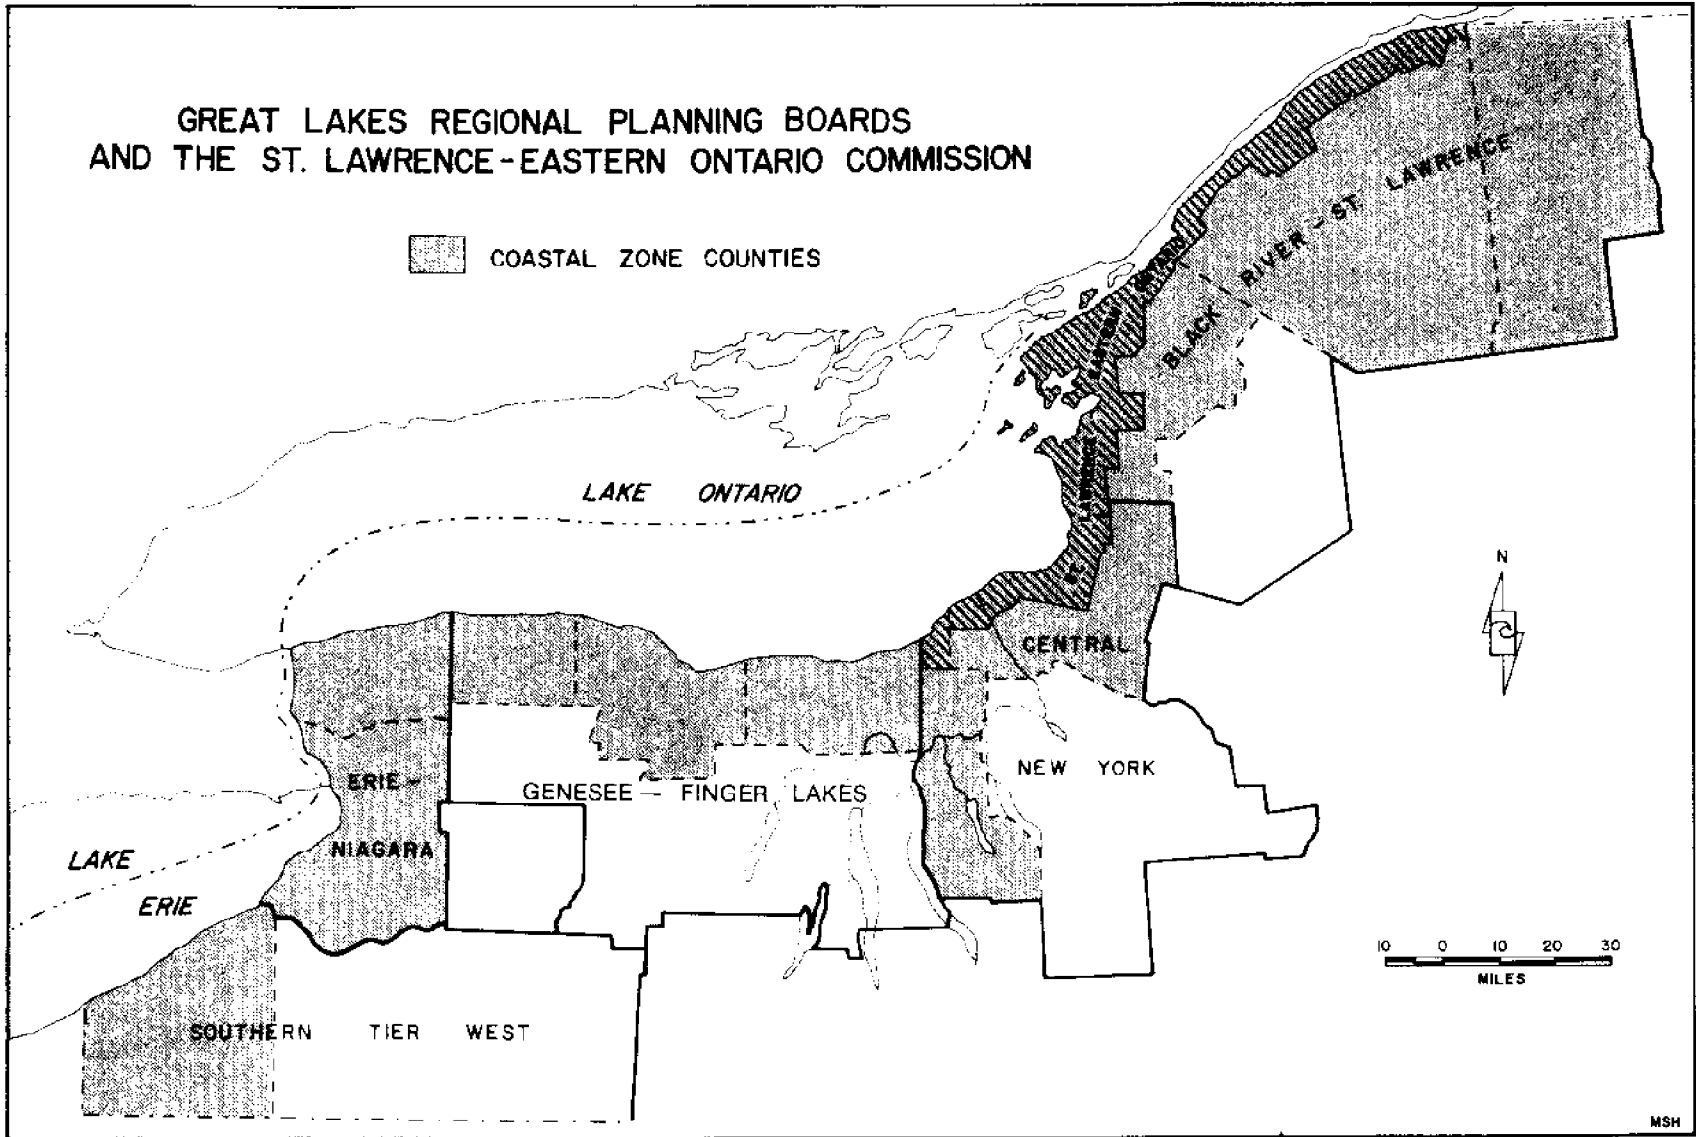 GREAT LAKES REGIONAL PLANNING BOARDS
AND THE ST. LAWRENCE-EASTERN ONTARIO COMMISSION
COASTAL ZONE COUNTIES
BLACK RIVER - ST. LAWRENCE
ST. LAWRENCE EASTERN ONTARIO
LAKE ONTARIO
N
CENTRAL
NEW YORK
ERIE -
NIAGARA
GENESEE - FINGER LAKES
LAKE
ERIE
10 0 10 20 30
MILES
SOUTHERN TIER WEST
MSH